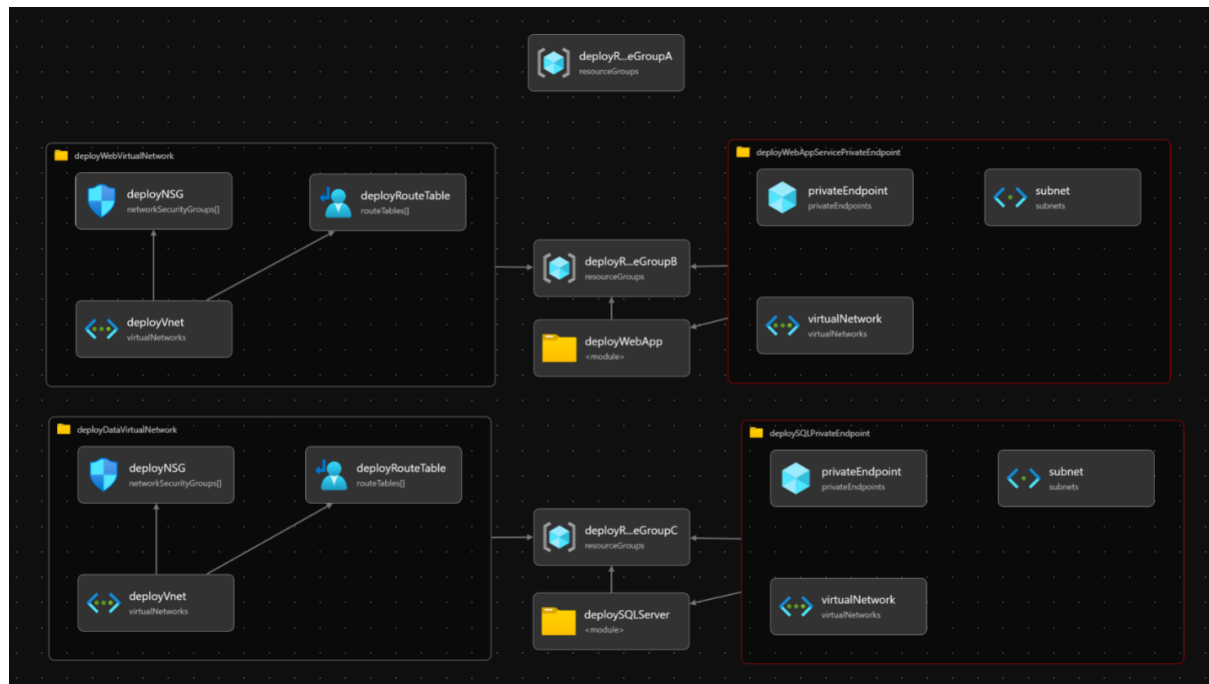 deployR...eGroupA
resourceGroups
deployWebVirtualNetwork
deployNSG
networkSecurityGroups[]
deployRouteTable
routeTables[]
deployVnet
virtualNetworks
deployR...eGroupB
resourceGroups
deployWebApp
<module>
deployWebAppServicePrivateEndpoint
privateEndpoint
privateEndpoints
subnet
subnets
virtualNetwork
virtualNetworks
deployDataVirtualNetwork
deployNSG
networkSecurityGroups[]
deployRouteTable
routeTables[]
deployVnet
virtualNetworks
deployR...eGroupC
resourceGroups
deploySQLServer
<module>
deploySQLPrivateEndpoint
privateEndpoint
privateEndpoints
subnet
subnets
virtualNetwork
virtualNetworks